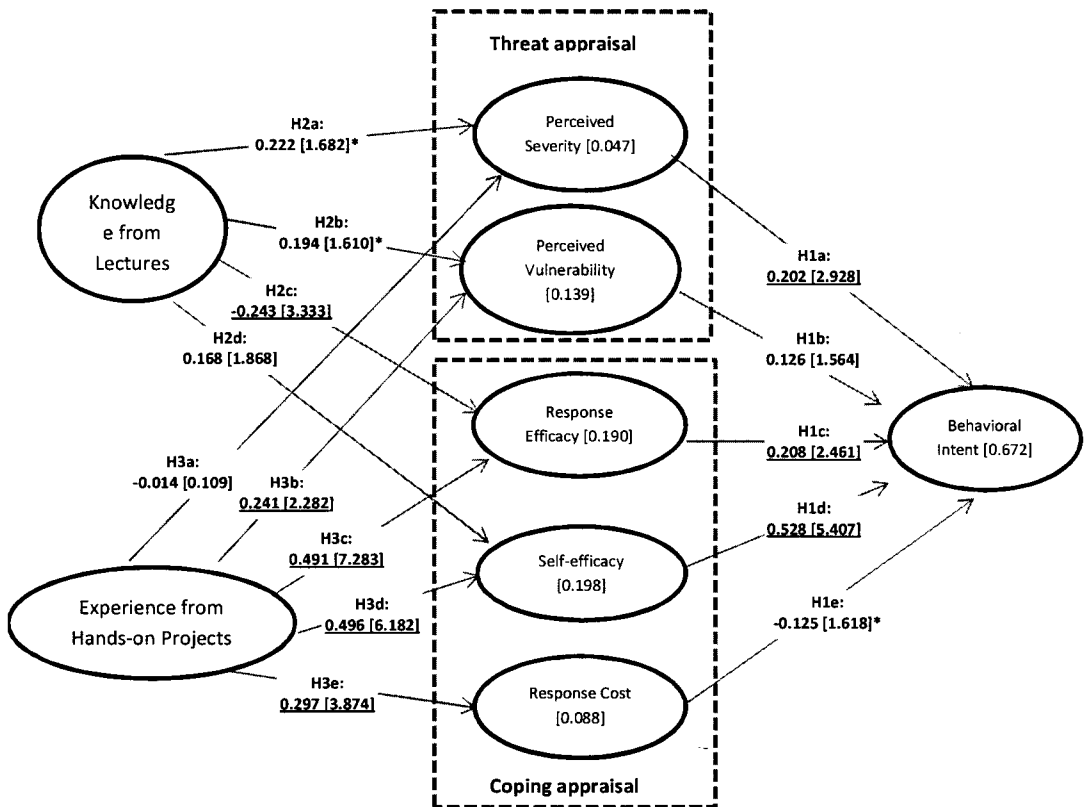 Threat appraisal
Perceived
Severity [0.047]
H2a:
0.222 [1.682]*
Knowledg
e from
Lectures
H2b:
0.194 [1.610]*
Perceived
Vulnerability
[0.139]
H1a:
0.202 [2.928]
H2c:
-0.243 [3.333]
H2d:
0.168 [1.868]
H1b:
0.126 [1.564]
Response
Efficacy [0.190]
H1c:
0.208 [2.461]
Behavioral
Intent [0.672]
H3a:
-0.014 [0.109]
H3b:
0.241 [2.282]
H1d:
0.528 [5.407]
H3c:
0.491 [7.283]
Self-efficacy
[0.198]
Experience from
Hands-on Projects
H3d:
0.496 [6.182]
H1e:
-0.125 [1.618]*
H3e:
0.297 [3.874]
Response Cost
[0.088]
Coping appraisal